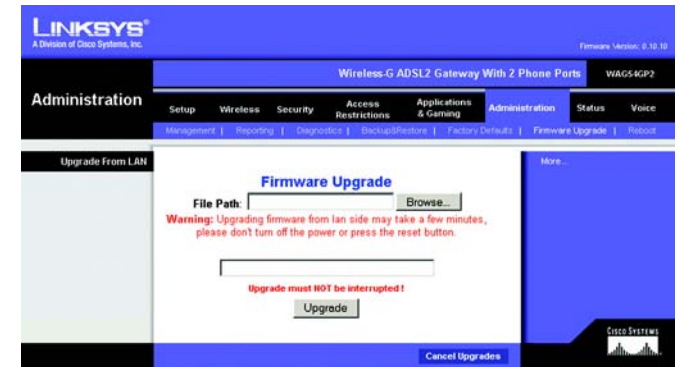 LINKSYS®
A Division of Cisco Systems, Inc.
Firmware Version: 0.10.10
Wireless-G ADSL2 Gateway With 2 Phone Ports WAG54GP2
Administration
Setup Wireless Security Access Restrictions Applications & Gaming Administration Status Voice
Management | Reporting | Diagnostics | Backup&Restore | Factory Defaults | Firmware Upgrade | Reboot
Upgrade From LAN
More...
Firmware Upgrade
File Path: Browse...
Warning: Upgrading firmware from lan side may take a few minutes,
please don't turn off the power or press the reset button.
Upgrade must NOT be interrupted !
Upgrade
Cancel Upgrades
CISCO SYSTEMS